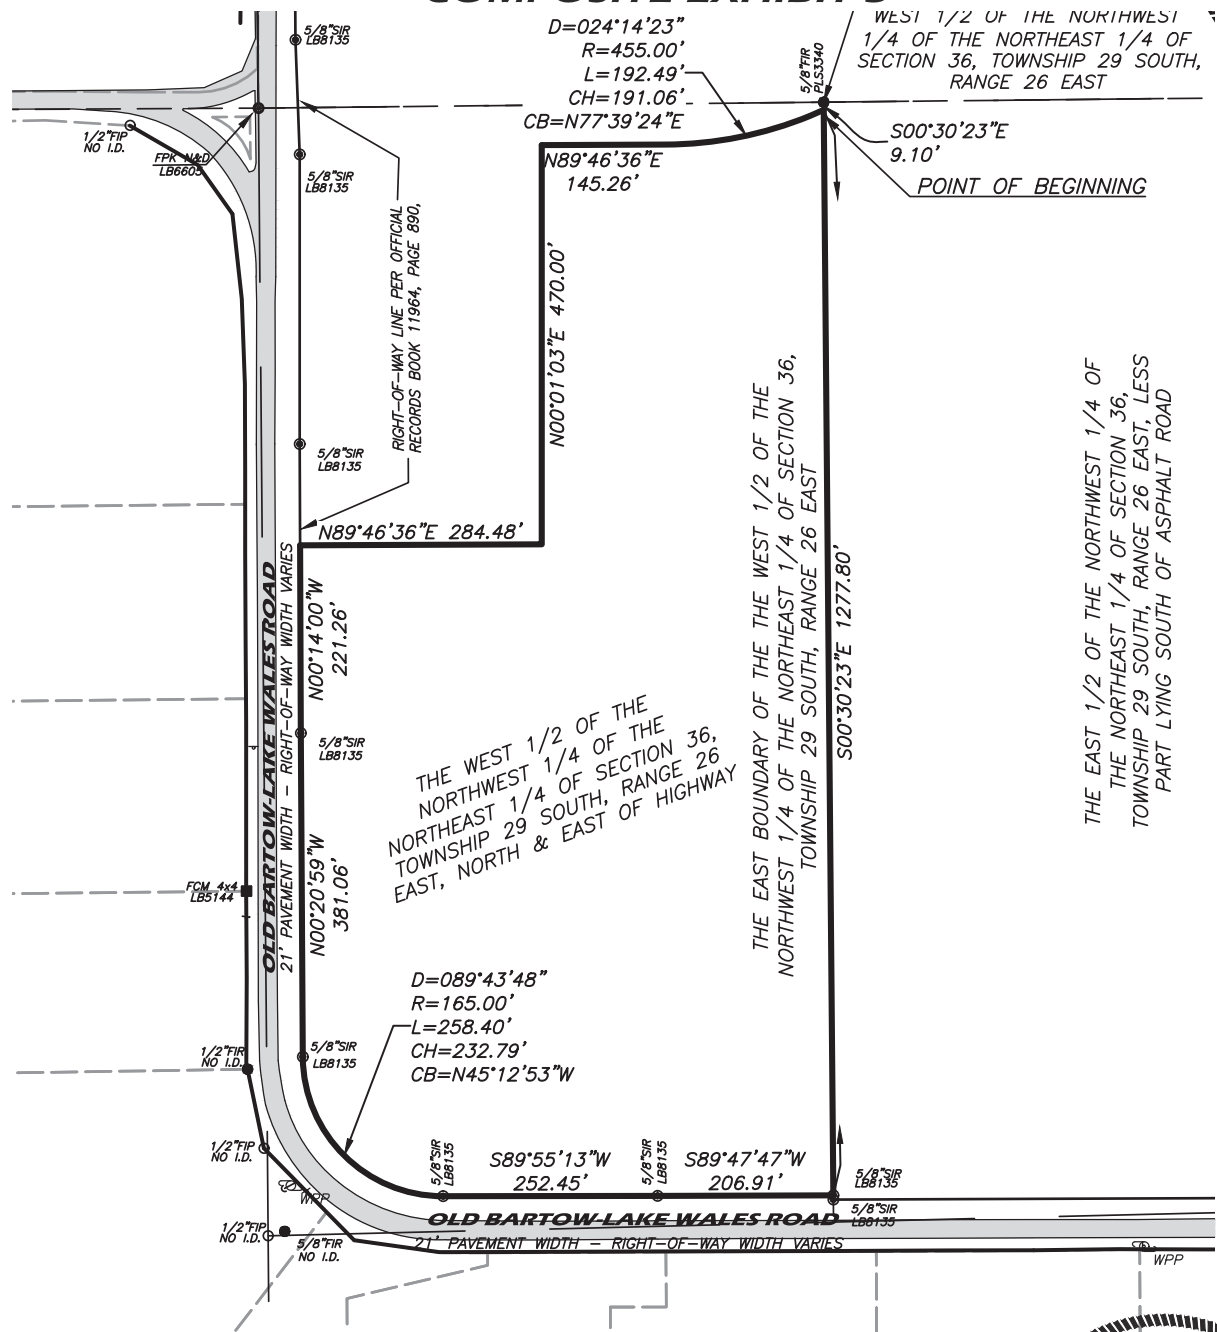 D=024°14'23"
R=455.00'
L=192.49'
CH=191.06'
CB=N77°39'24"E
5/8"FIR
PLS3340
WEST 1/2 OF THE NORTHWEST
1/4 OF THE NORTHEAST 1/4 OF
SECTION 36, TOWNSHIP 29 SOUTH,
RANGE 26 EAST
S00°30'23"E
9.10'
POINT OF BEGINNING
5/8"SIR
LB8135
1/2"FIP
NO I.D.
FPK N&D
LB6605
5/8"SIR
LB8135
N89°46'36"E
145.26'
RIGHT-OF-WAY LINE PER OFFICIAL
RECORDS BOOK 11964, PAGE 890,
N00°01'03"E 470.00'
5/8"SIR
LB8135
N89°46'36"E 284.48'
N00°14'00"W
221.26'
OLD BARTOW-LAKE WALES ROAD
21' PAVEMENT WIDTH - RIGHT-OF-WAY WIDTH VARIES
5/8"SIR
LB8135
THE WEST 1/2 OF THE
NORTHWEST 1/4 OF THE
NORTHEAST 1/4 OF SECTION 36,
TOWNSHIP 29 SOUTH, RANGE 26
EAST, NORTH & EAST OF HIGHWAY
THE EAST BOUNDARY OF THE THE WEST 1/2 OF THE
NORTHWEST 1/4 OF THE NORTHEAST 1/4 OF SECTION 36,
TOWNSHIP 29 SOUTH, RANGE 26 EAST
S00°30'23"E 1277.80'
THE EAST 1/2 OF THE NORTHWEST 1/4 OF
THE NORTHEAST 1/4 OF SECTION 36,
TOWNSHIP 29 SOUTH, RANGE 26 EAST, LESS
PART LYING SOUTH OF ASPHALT ROAD
FCM 4x4
LB5144
N00°20'59"W
381.06'
D=089°43'48"
R=165.00'
L=258.40'
CH=232.79'
CB=N45°12'53"W
1/2"FIR
NO I.D.
5/8"SIR
LB8135
1/2"FIP
NO I.D.
WPP
1/2"FIP
NO I.D.
5/8"FIR
NO I.D.
5/8"SIR
LB8135
S89°55'13"W
252.45'
5/8"SIR
LB8135
S89°47'47"W
206.91'
5/8"SIR
LB8135
5/8"SIR
LB8135
OLD BARTOW-LAKE WALES ROAD
21' PAVEMENT WIDTH - RIGHT-OF-WAY WIDTH VARIES
WPP